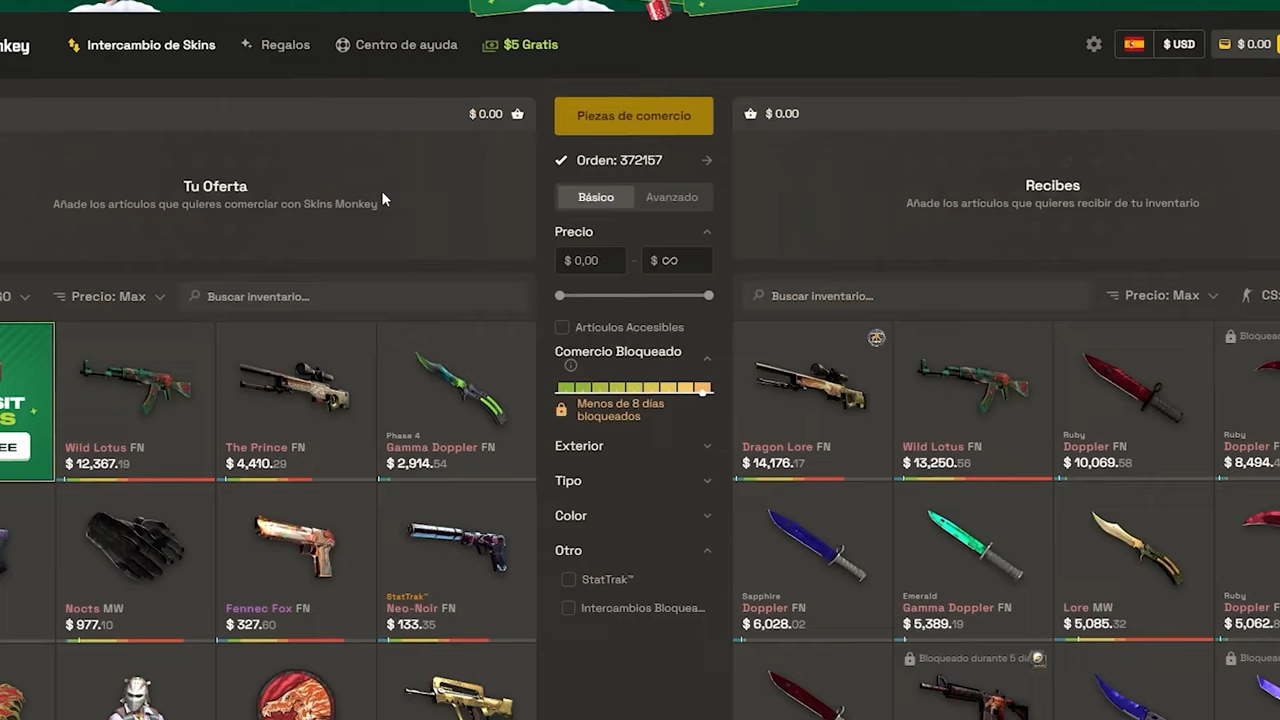 nkey
Intercambio de Skins
Regalos
Centro de ayuda
$5 Gratis
$ USD
$ 0.00
$ 0.00
Piezas de comercio
$ 0.00
Tu Oferta
Añade los artículos que quieres comerciar con Skins Monkey
Orden: 372157
Básico
Avanzado
Recibes
Añade los artículos que quieres recibir de tu inventario
Precio
$ 0,00
-
$ ∞
GO
Precio: Max
Buscar inventario...
Buscar inventario...
Precio: Max
CS:
Artículos Accesibles
Comercio Bloqueado
Menos de 8 días
bloqueados
Exterior
Tipo
Color
Otro
StatTrak™
Intercambios Bloquea...
SIT
S
EE
Wild Lotus FN
$ 12,367.19
The Prince FN
$ 4,410.29
Phase 4
Gamma Doppler FN
$ 2,914.54
Dragon Lore FN
$ 14,176.17
Wild Lotus FN
$ 13,250.56
Ruby
Doppler FN
$ 10,069.58
Bloquead
Ruby
Doppler F
$ 8,494.
Nocts MW
$ 977.10
Fennec Fox FN
$ 327.60
StatTrak™
Neo-Noir FN
$ 133.35
Sapphire
Doppler FN
$ 6,028.02
Emerald
Gamma Doppler FN
$ 5,389.19
Lore MW
$ 5,085.32
Ruby
Doppler F
$ 5,062.8
Bloqueado durante 5 dí
Bloquead